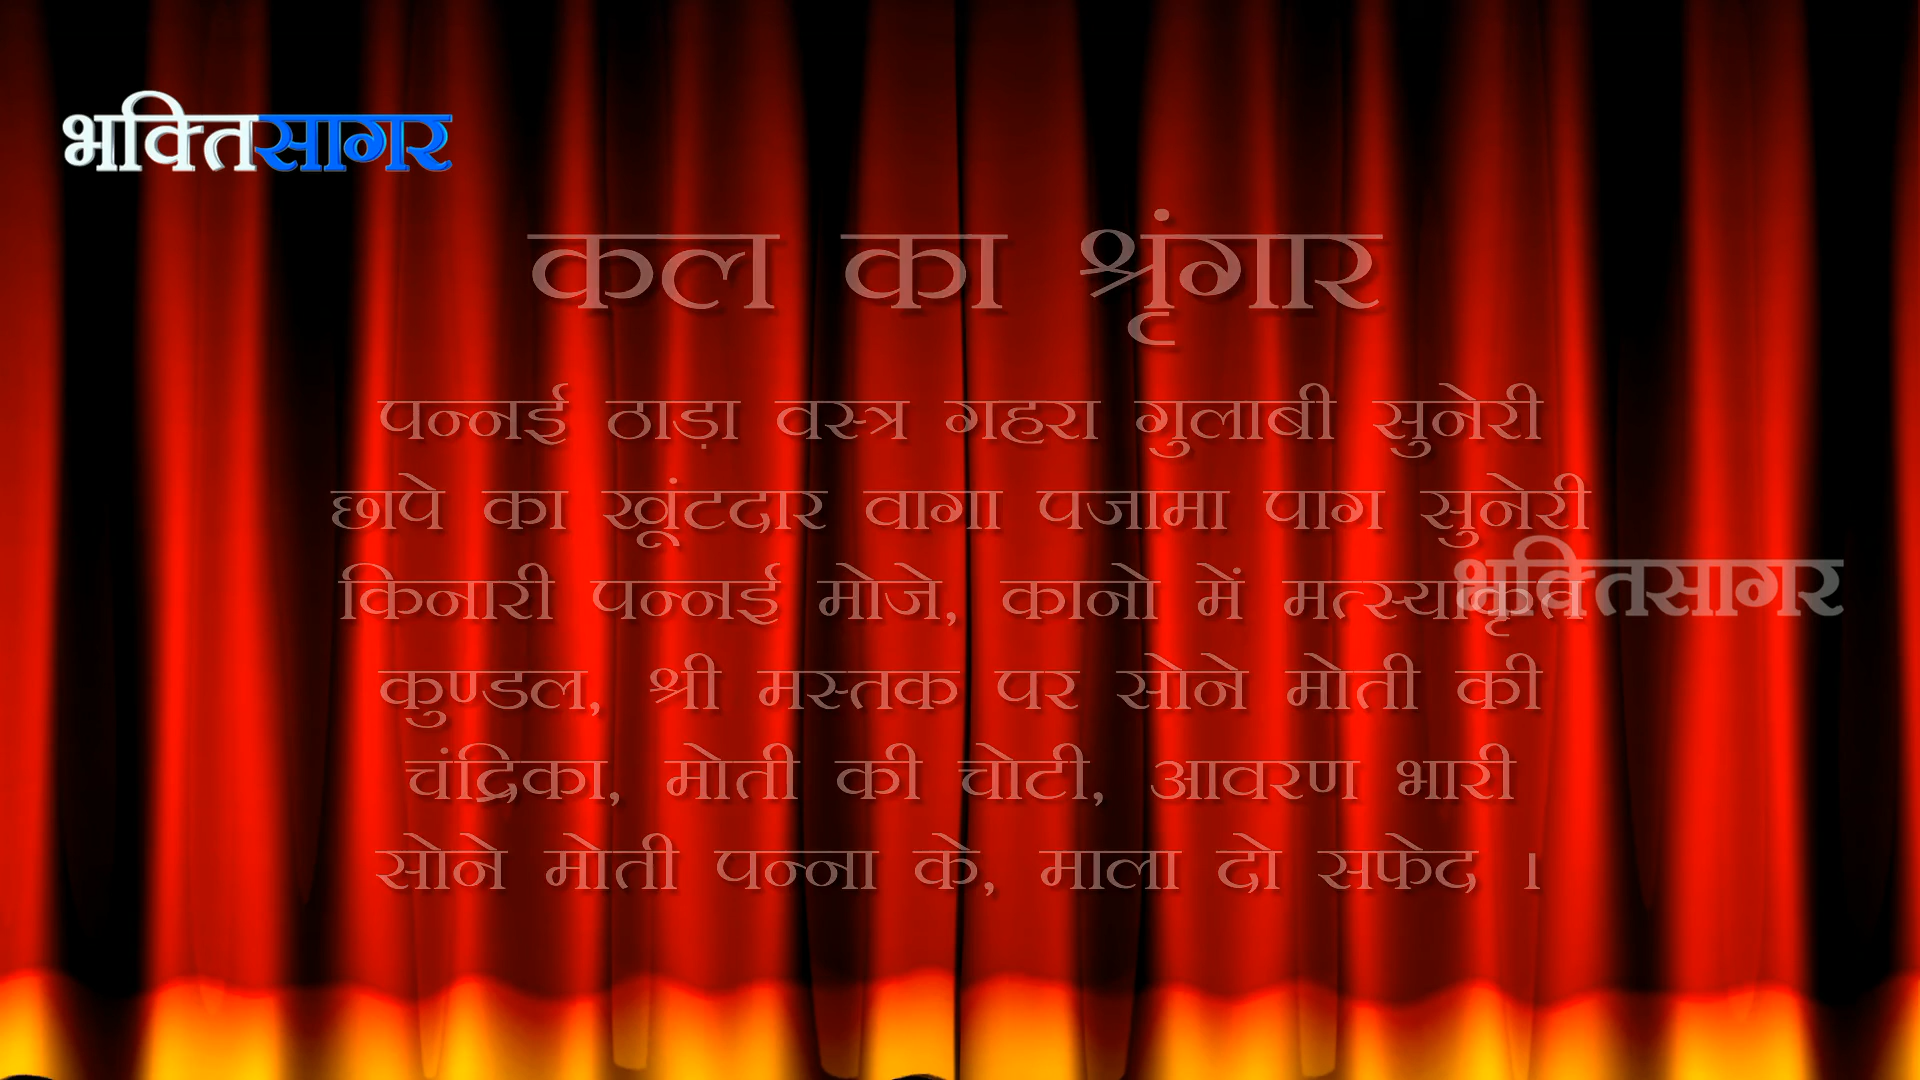 भक्तिसागर
कल का श्रृंगार
पन्नई ठाड़ा वस्त्र गहरा गुलाबी सुनेरी
छापे का खूंटदार वागा पजामा पाग सुनेरी
किनारी पन्नई मोजे, कानो में मत्स्याकृत
भक्तिसागर
कुण्डल, श्री मस्तक पर सोने मोती की
चंद्रिका, मोती की चोटी, आवरण भारी
सोने मोती पन्ना के, माला दो सफेद ।